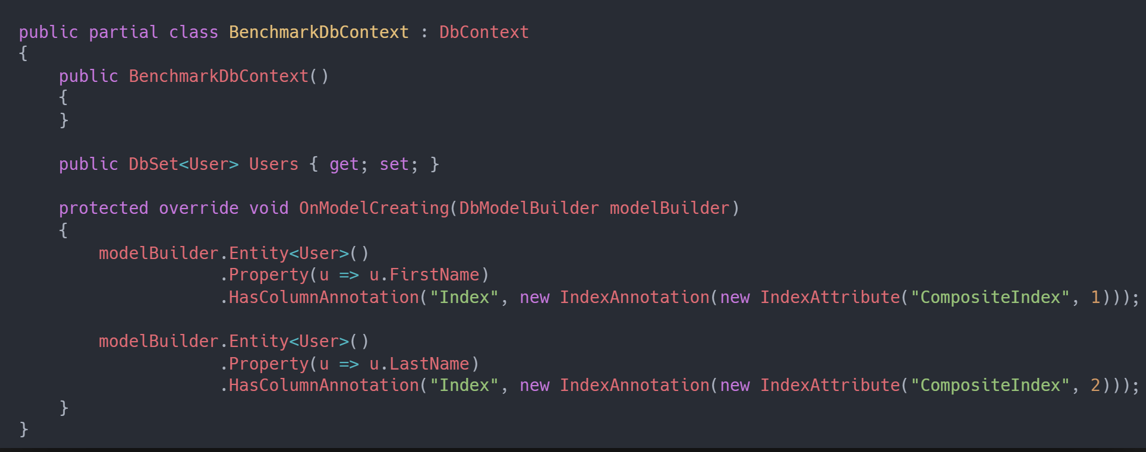 public partial class BenchmarkDbContext : DbContext
{
    public BenchmarkDbContext()
    {
    }

    public DbSet<User> Users { get; set; }

    protected override void OnModelCreating(DbModelBuilder modelBuilder)
    {
        modelBuilder.Entity<User>()
                    .Property(u => u.FirstName)
                    .HasColumnAnnotation("Index", new IndexAnnotation(new IndexAttribute("CompositeIndex", 1)));

        modelBuilder.Entity<User>()
                    .Property(u => u.LastName)
                    .HasColumnAnnotation("Index", new IndexAnnotation(new IndexAttribute("CompositeIndex", 2)));
    }
}